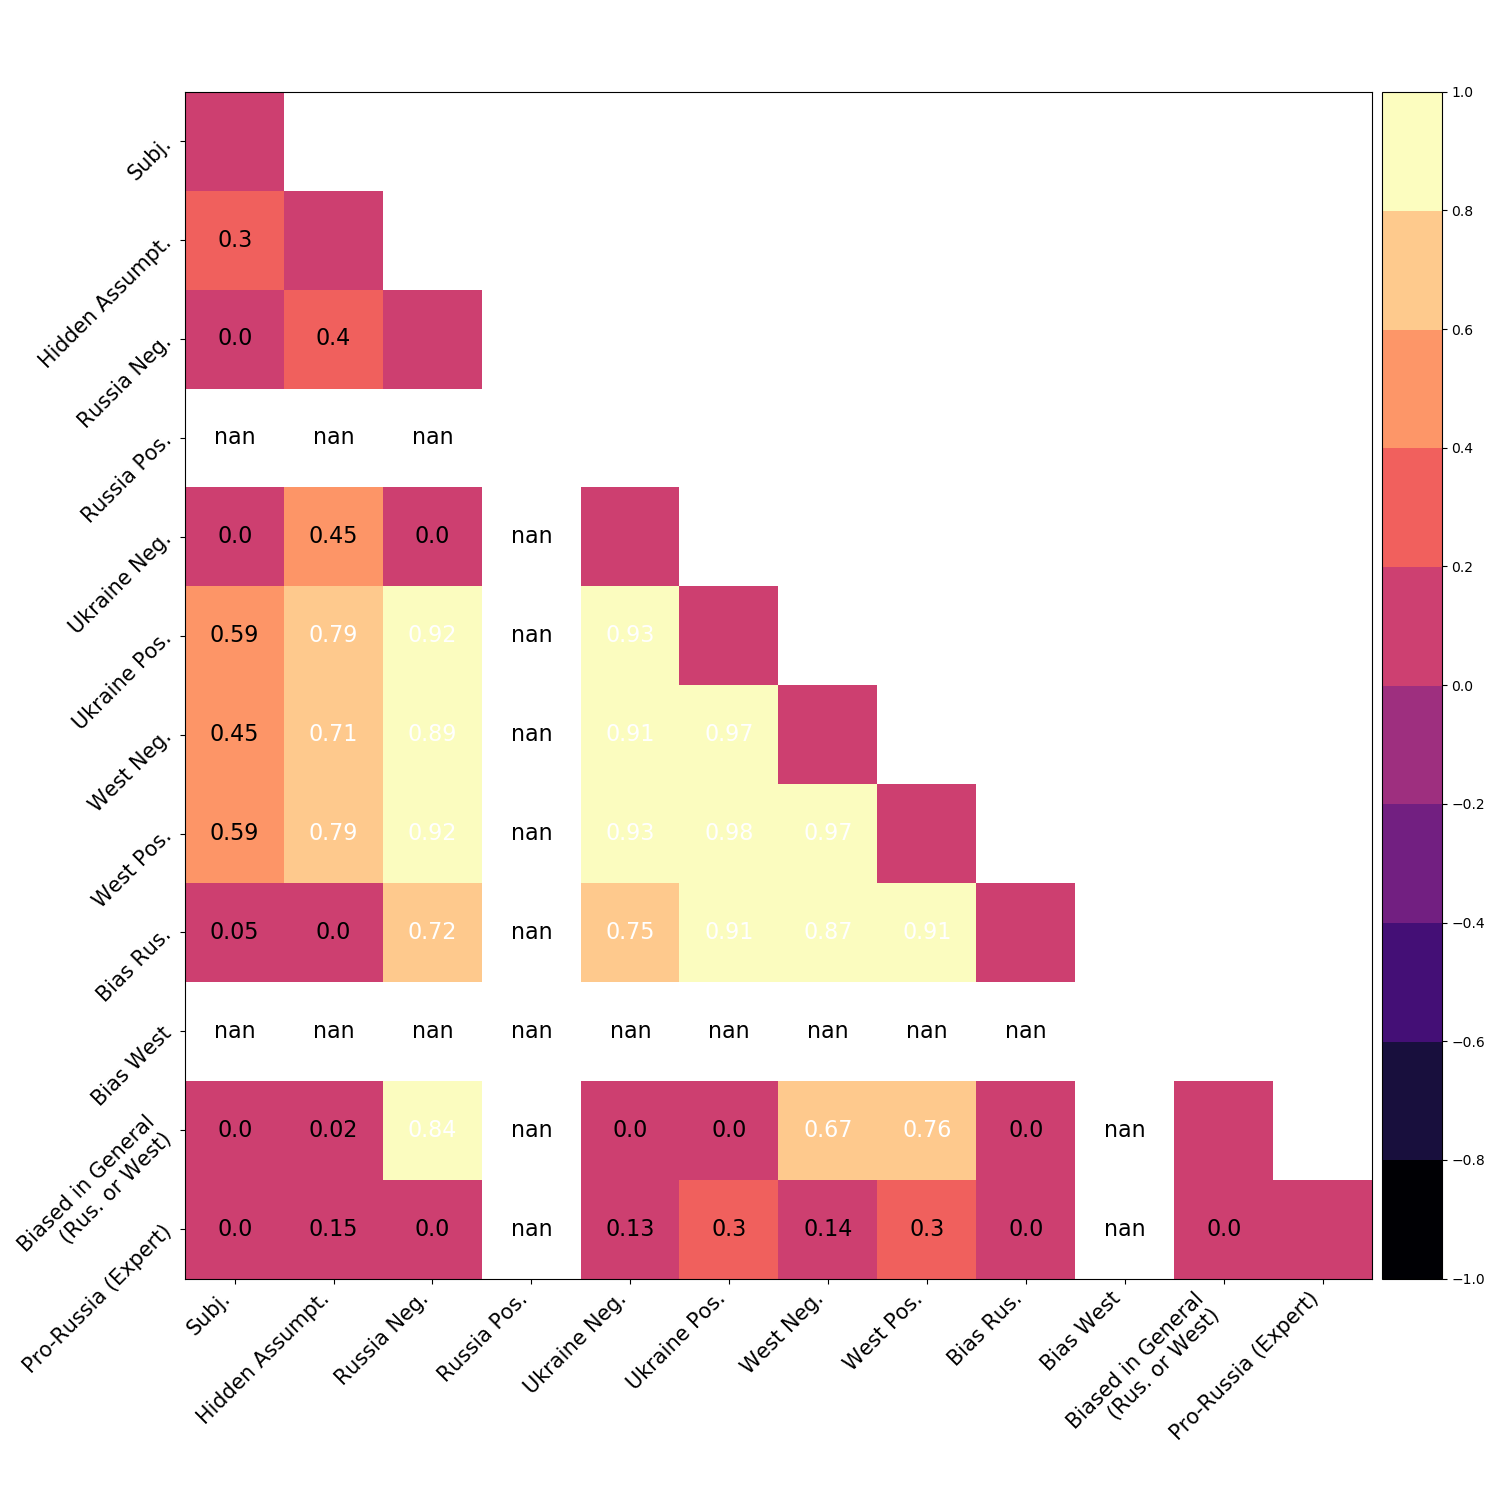 Subj.
Hidden Assumpt. 0.3
Russia Neg. 0.0 0.4
Russia Pos. nan nan nan
Ukraine Neg. 0.0 0.45 0.0 nan
Ukraine Pos. 0.59 0.79 0.92 nan 0.93
West Neg. 0.45 0.71 0.89 nan 0.91 0.97
West Pos. 0.59 0.79 0.92 nan 0.93 0.98 0.97
Bias Rus. 0.05 0.0 0.72 nan 0.75 0.91 0.87 0.91
Bias West nan nan nan nan nan nan nan nan nan
Biased in General
(Rus. or West) 0.0 0.02 0.84 nan 0.0 0.0 0.67 0.76 0.0 nan
Pro-Russia (Expert) 0.0 0.15 0.0 nan 0.13 0.3 0.14 0.3 0.0 nan 0.0
Subj.
Hidden Assumpt.
Russia Neg.
Russia Pos.
Ukraine Neg.
Ukraine Pos.
West Neg.
West Pos.
Bias Rus.
Bias West
Biased in General
(Rus. or West)
Pro-Russia (Expert)
1.0
0.8
0.6
0.4
0.2
0.0
−0.2
−0.4
−0.6
−0.8
−1.0